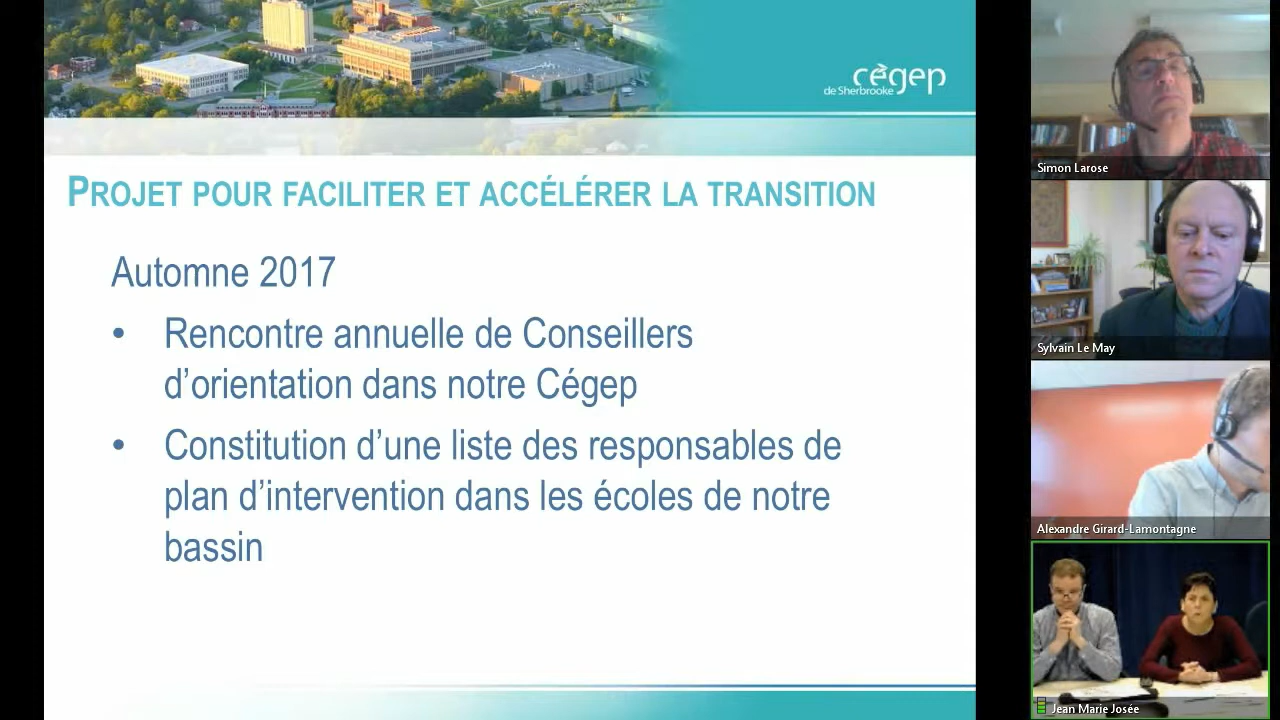 cégep
de Sherbrooke
PROJET POUR FACILITER ET ACCÉLÉRER LA TRANSITION
Automne 2017
• Rencontre annuelle de Conseillers
d’orientation dans notre Cégep
• Constitution d’une liste des responsables de
plan d’intervention dans les écoles de notre
bassin
Simon Larose
Sylvain Le May
Alexandre Girard-Lamontagne
Jean Marie Josée